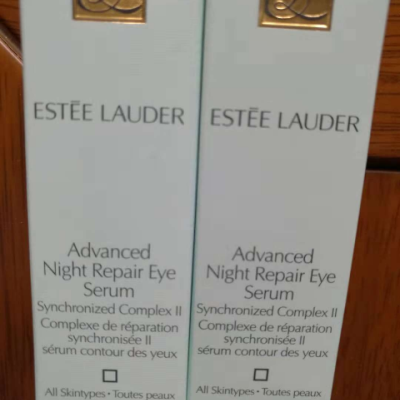 ESTĒE LAUDER
Advanced
Night Repair Eye
Serum
Synchronized Complex II
Complexe de réparation
synchronisée II
sérum contour des yeux
All Skintypes • Toutes peaux
ESTĒE LAUDER
Advanced
Night Repair Eye
Serum
Synchronized Complex II
Complexe de réparation
synchronisée II
sérum contour des yeux
All Skintypes • Toutes peaux